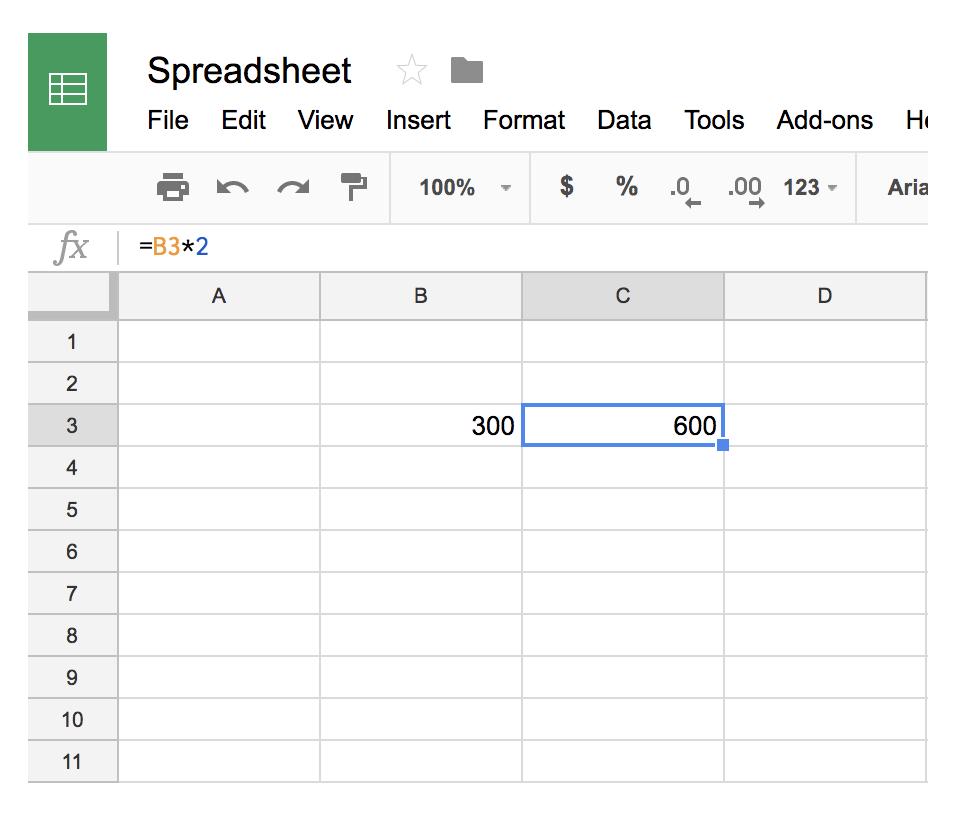 Spreadsheet
File Edit View Insert Format Data Tools Add-ons He
100% $ % .0 .00 123 Aria
fx =B3*2
A B C D
1
2
3 300 600
4
5
6
7
8
9
10
11